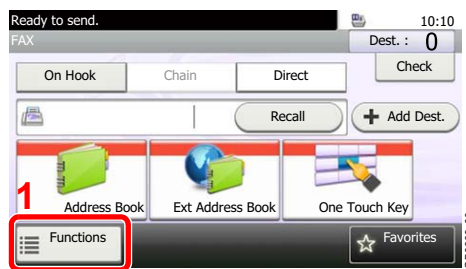 Ready to send. 10:10
FAX Dest. : 0
On Hook Chain Direct Check
Recall Add Dest.
1
Address Book Ext Address Book One Touch Key
Functions Favorites